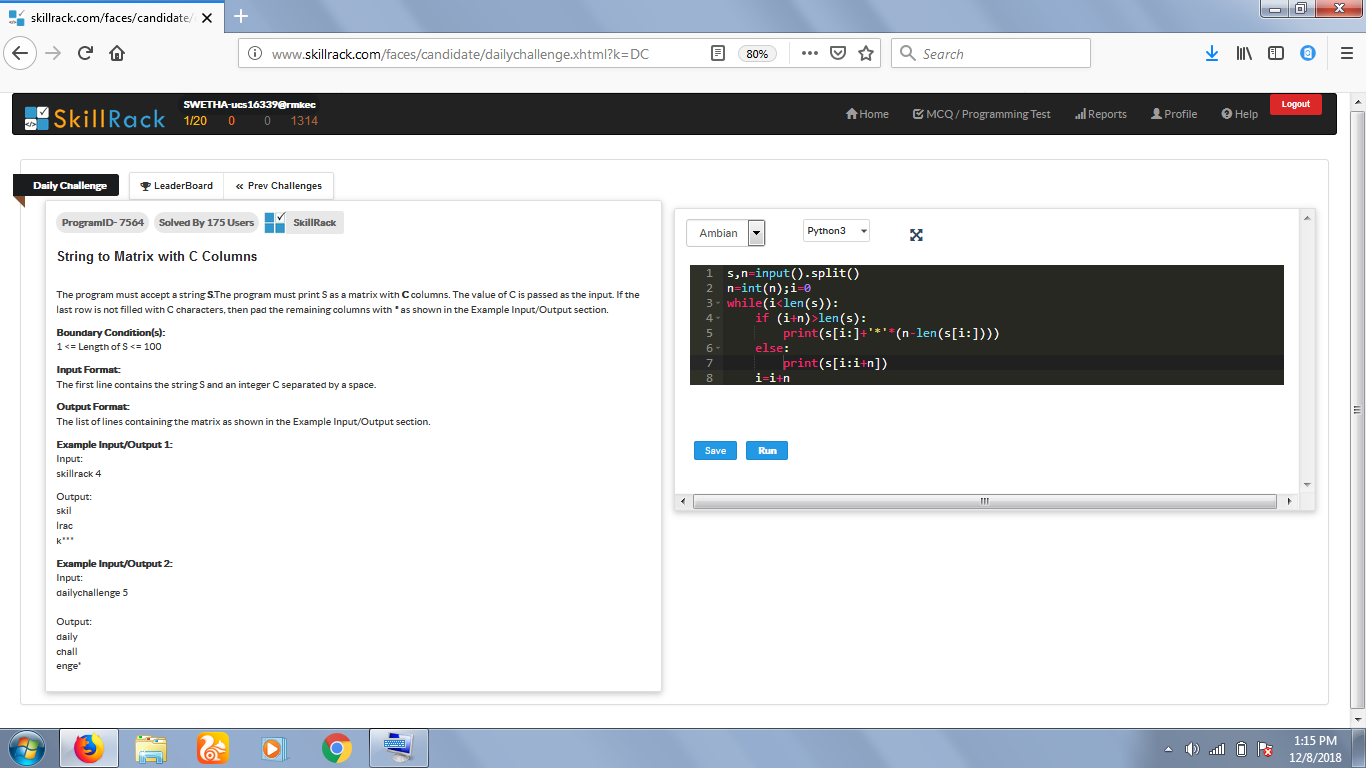 skillrack.com/faces/candidate/
www.skillrack.com/faces/candidate/dailychallenge.xhtml?k=DC
80%
Search
SkillRack
SWETHA-ucs16339@rmkec
1/20 0 0 1314
Home
MCQ / Programming Test
Reports
Profile
Help
Logout
Daily Challenge
LeaderBoard
« Prev Challenges
ProgramID- 7564
Solved By 175 Users
SkillRack
String to Matrix with C Columns
The program must accept a string S.The program must print S as a matrix with C columns. The value of C is passed as the input. If the
last row is not filled with C characters, then pad the remaining columns with * as shown in the Example Input/Output section.
Boundary Condition(s):
1 <= Length of S <= 100
Input Format:
The first line contains the string S and an integer C separated by a space.
Output Format:
The list of lines containing the matrix as shown in the Example Input/Output section.
Example Input/Output 1:
Input:
skillrack 4
Output:
skil
lrac
k***
Example Input/Output 2:
Input:
dailychallenge 5
Output:
daily
chall
enge*
Ambian
Python3
1 s,n=input().split()
2 n=int(n);i=0
3 while(i<len(s)):
4 if (i+n)>len(s):
5 print(s[i:]+'*'*(n-len(s[i:])))
6 else:
7 print(s[i:i+n])
8 i=i+n
Save
Run
1:15 PM
12/8/2018